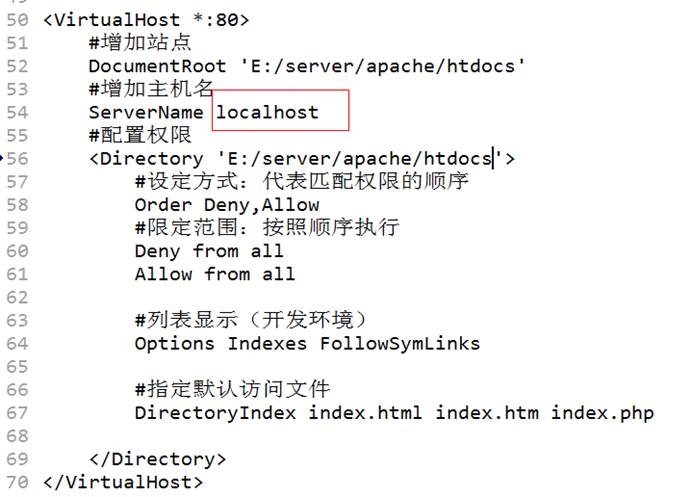 50 <VirtualHost *:80>
51 #增加站点
52 DocumentRoot 'E:/server/apache/htdocs'
53 #增加主机名
54 ServerName localhost
55 #配置权限
56 <Directory 'E:/server/apache/htdocs'>
57 #设定方式：代表匹配权限的顺序
58 Order Deny,Allow
59 #限定范围：按照顺序执行
60 Deny from all
61 Allow from all
62
63 #列表显示（开发环境）
64 Options Indexes FollowSymLinks
65
66 #指定默认访问文件
67 DirectoryIndex index.html index.htm index.php
68
69 </Directory>
70 </VirtualHost>